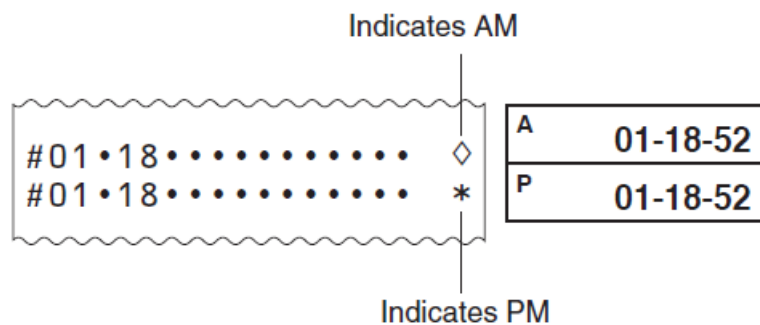 Indicates AM
#01•18••••••••••• ◊
#01•18••••••••••• *
A 01-18-52
P 01-18-52
Indicates PM